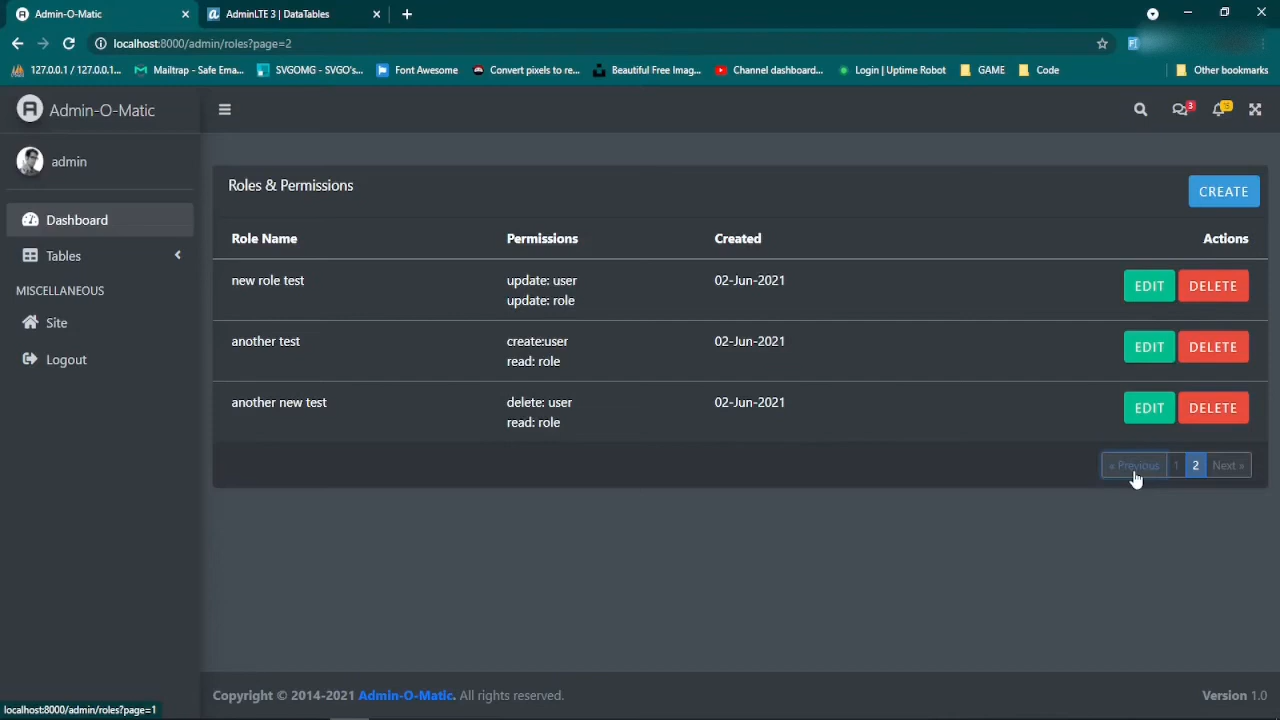 Admin-O-Matic
AdminLTE 3 | DataTables
localhost:8000/admin/roles?page=2
127.0.0.1 / 127.0.0.1...
Mailtrap - Safe Ema...
SVGOMG - SVGO's...
Font Awesome
Convert pixels to re...
Beautiful Free Imag...
Channel dashboard...
Login | Uptime Robot
GAME
Code
Other bookmarks
Admin-O-Matic
3
15
admin
Dashboard
Tables
MISCELLANEOUS
Site
Logout
Roles & Permissions
CREATE
Role Name Permissions Created Actions
new role test update: user 02-Jun-2021 EDIT DELETE
update: role
another test create:user 02-Jun-2021 EDIT DELETE
read: role
another new test delete: user 02-Jun-2021 EDIT DELETE
read: role
« Previous 1 2 Next »
Copyright © 2014-2021 Admin-O-Matic. All rights reserved.
Version 1.0
localhost:8000/admin/roles?page=1